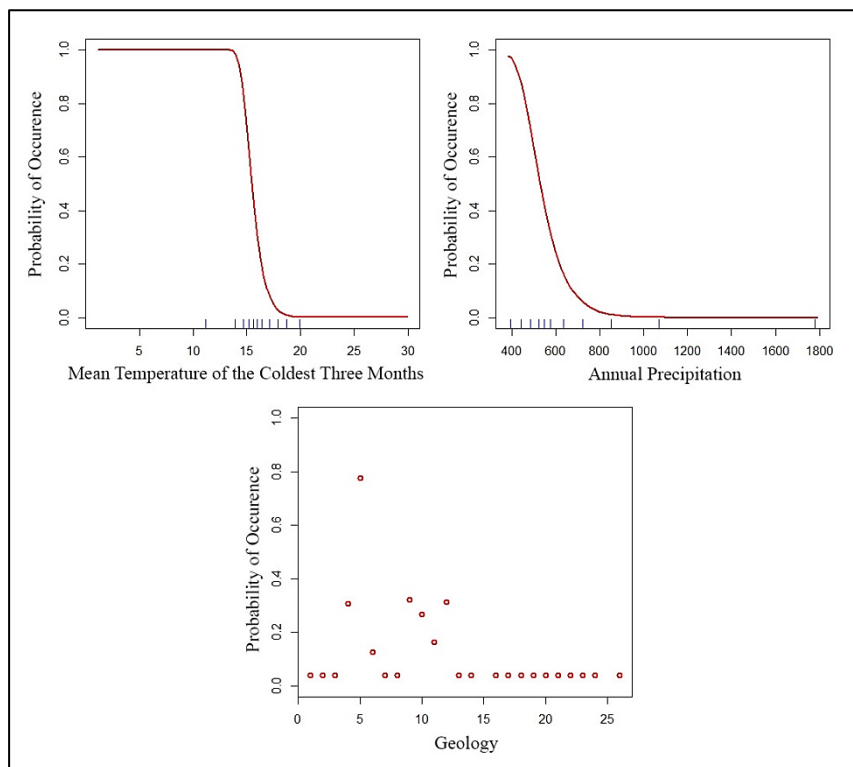 Probability of Occurence
0.0 0.2 0.4 0.6 0.8 1.0
5 10 15 20 25 30
Mean Temperature of the Coldest Three Months
Probability of Occurence
0.0 0.2 0.4 0.6 0.8 1.0
400 600 800 1000 1200 1400 1600 1800
Annual Precipitation
Probability of Occurence
0.0 0.2 0.4 0.6 0.8 1.0
0 5 10 15 20 25
Geology